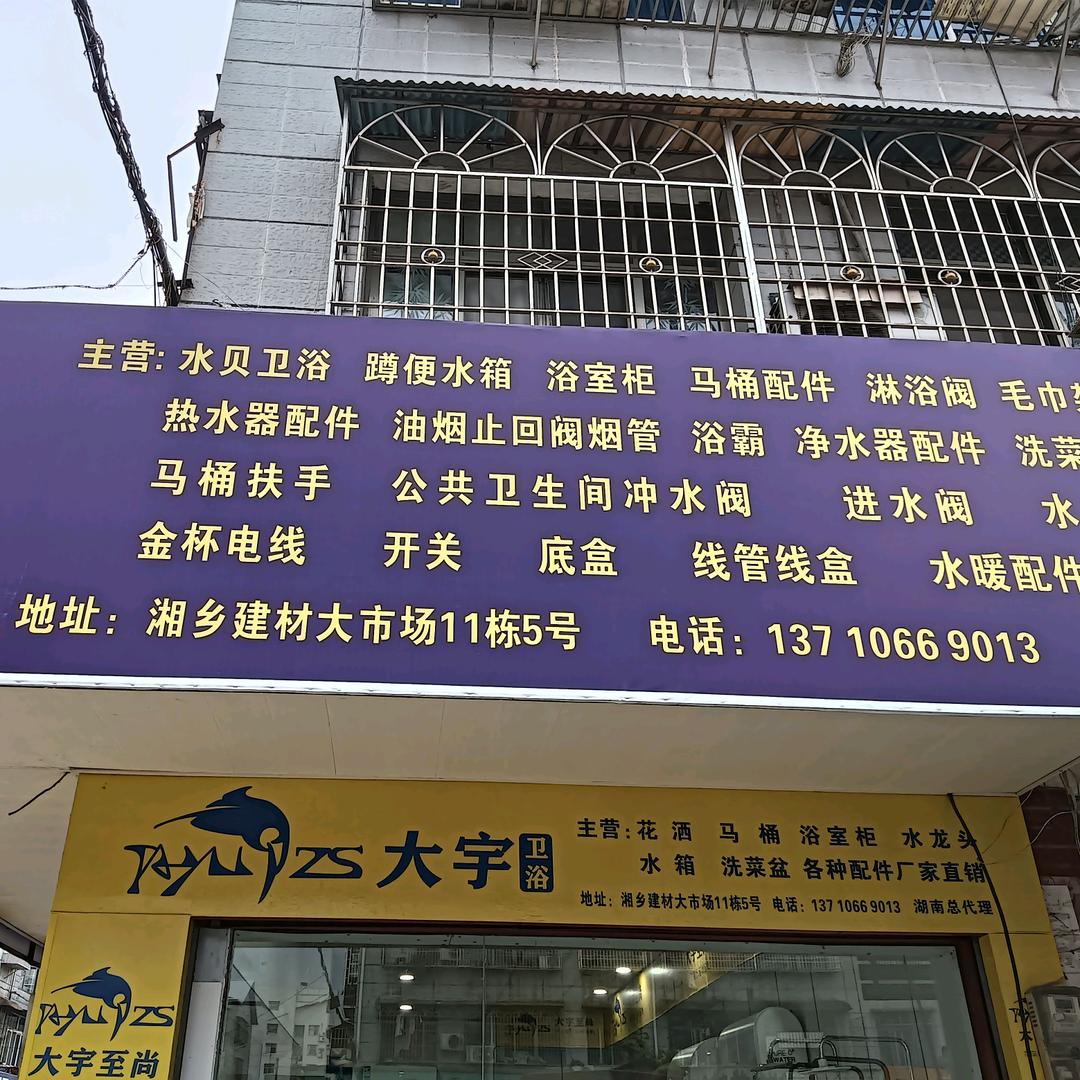 主营: 水贝卫浴 蹲便水箱 浴室柜 马桶配件 淋浴阀 毛巾
热水器配件 油烟止回阀烟管 浴霸 净水器配件 洗菜
马桶扶手 公共卫生间冲水阀 进水阀 水
金杯电线 开关 底盒 线管线盒 水暖配件
地址: 湘乡建材大市场11栋5号 电话: 137 1066 9013
TAYUZS 大宇 卫浴
主营: 花洒 马桶 浴室柜 水龙头
水箱 洗菜盆 各种配件厂家直销
地址: 湘乡建材大市场11栋5号 电话: 137 1066 9013 湖南总代理
TAYUZS
大宇至尚
大宇至尚
WATER